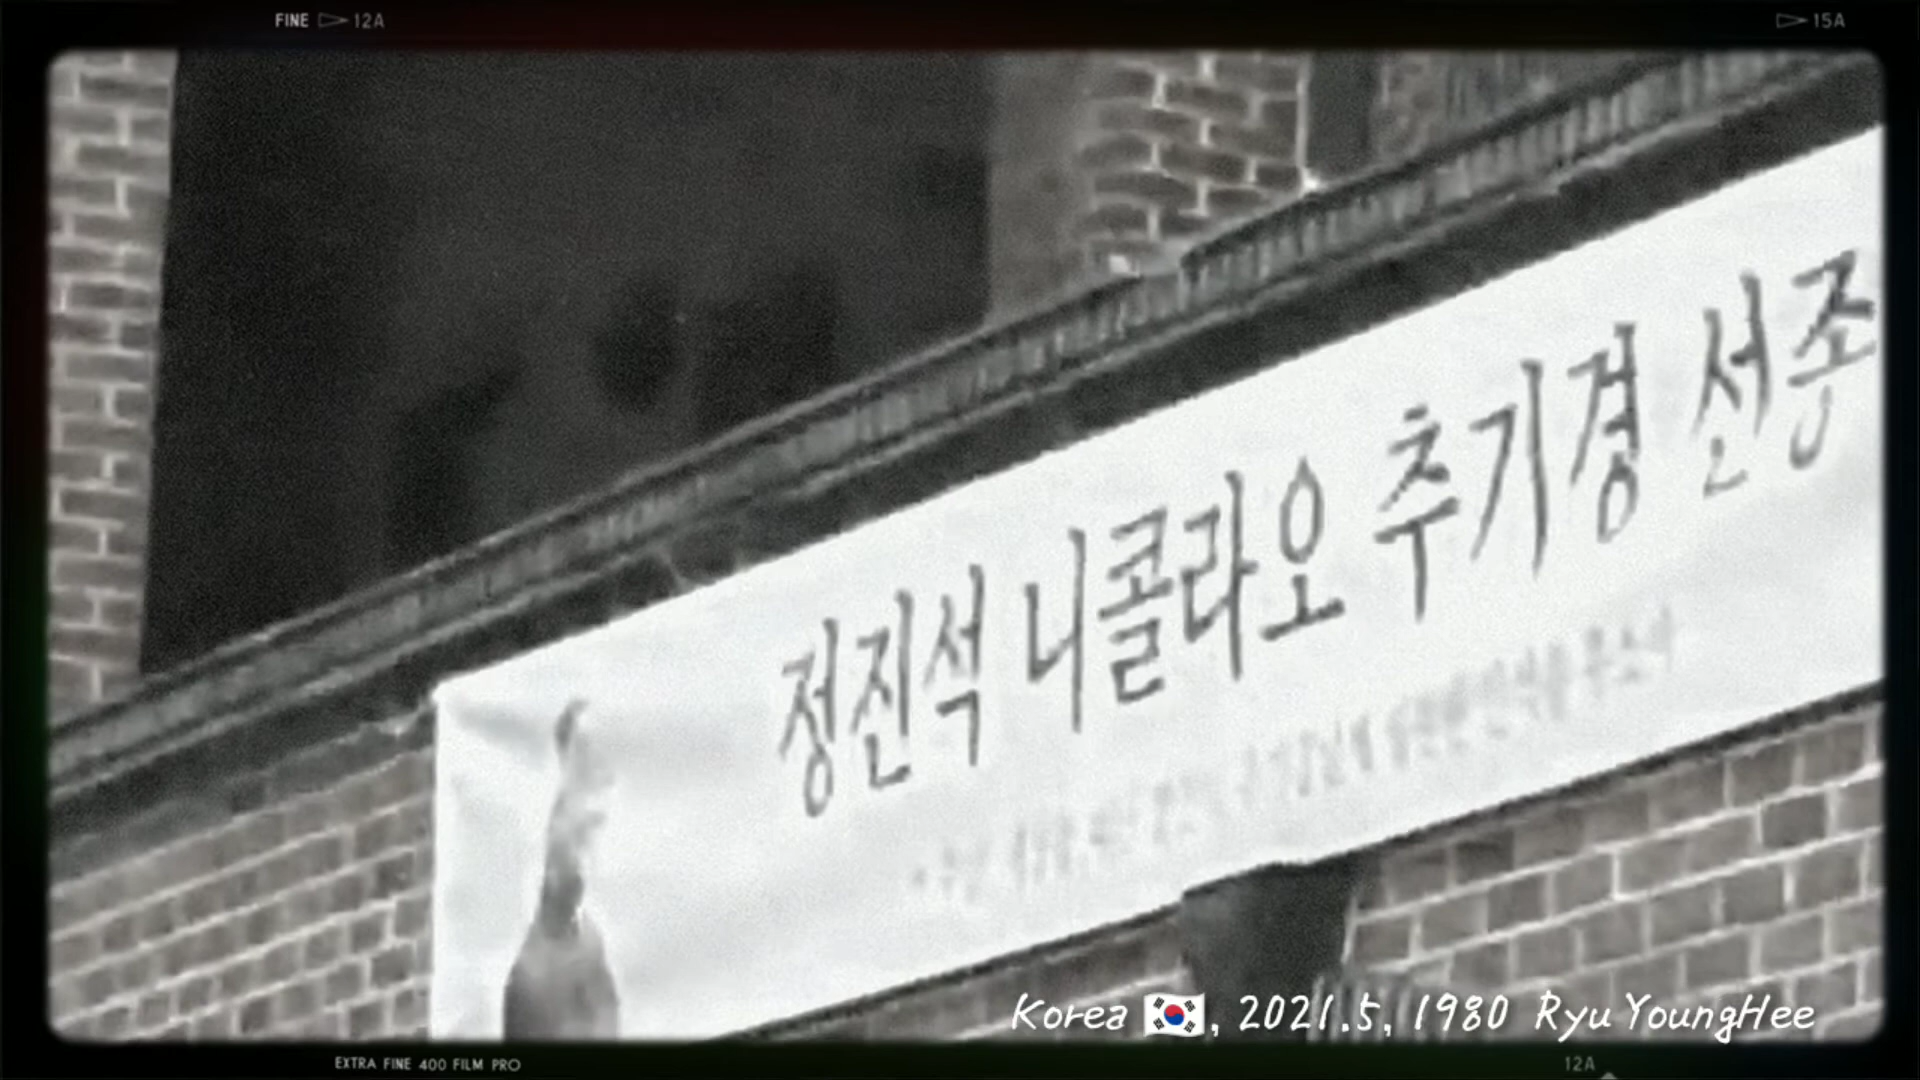 FINE ▷ 12A
▷ 15A
정진석 니콜라오 추기경 선종
Korea 🇰🇷, 2021.5, 1980 Ryu YoungHee
EXTRA FINE 400 FILM PRO
12A